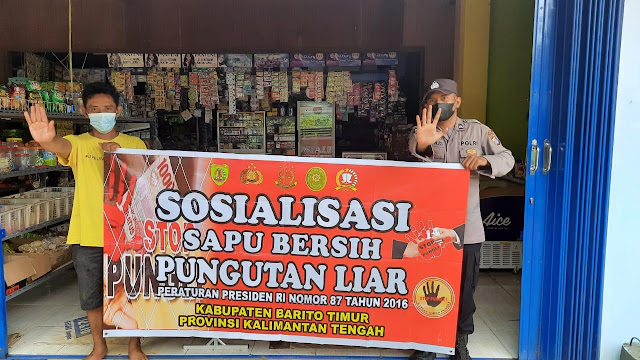 POLRI
SOSIALISASI
SAPU BERSIH
PUNGUTAN LIAR
PERATURAN PRESIDEN RI NOMOR 87 TAHUN 2016
KABUPATEN BARITO TIMUR
PROVINSI KALIMANTAN TENGAH
STOP
PUN
Aice